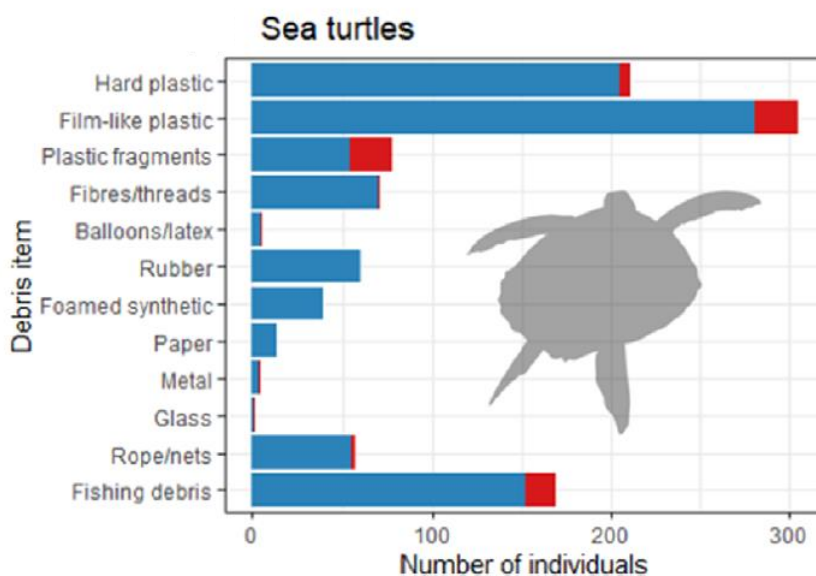 Sea turtles
Hard plastic
Film-like plastic
Plastic fragments
Fibres/threads
Balloons/latex
Rubber
Foamed synthetic
Paper
Metal
Glass
Rope/nets
Fishing debris
Debris item
0 100 200 300
Number of individuals